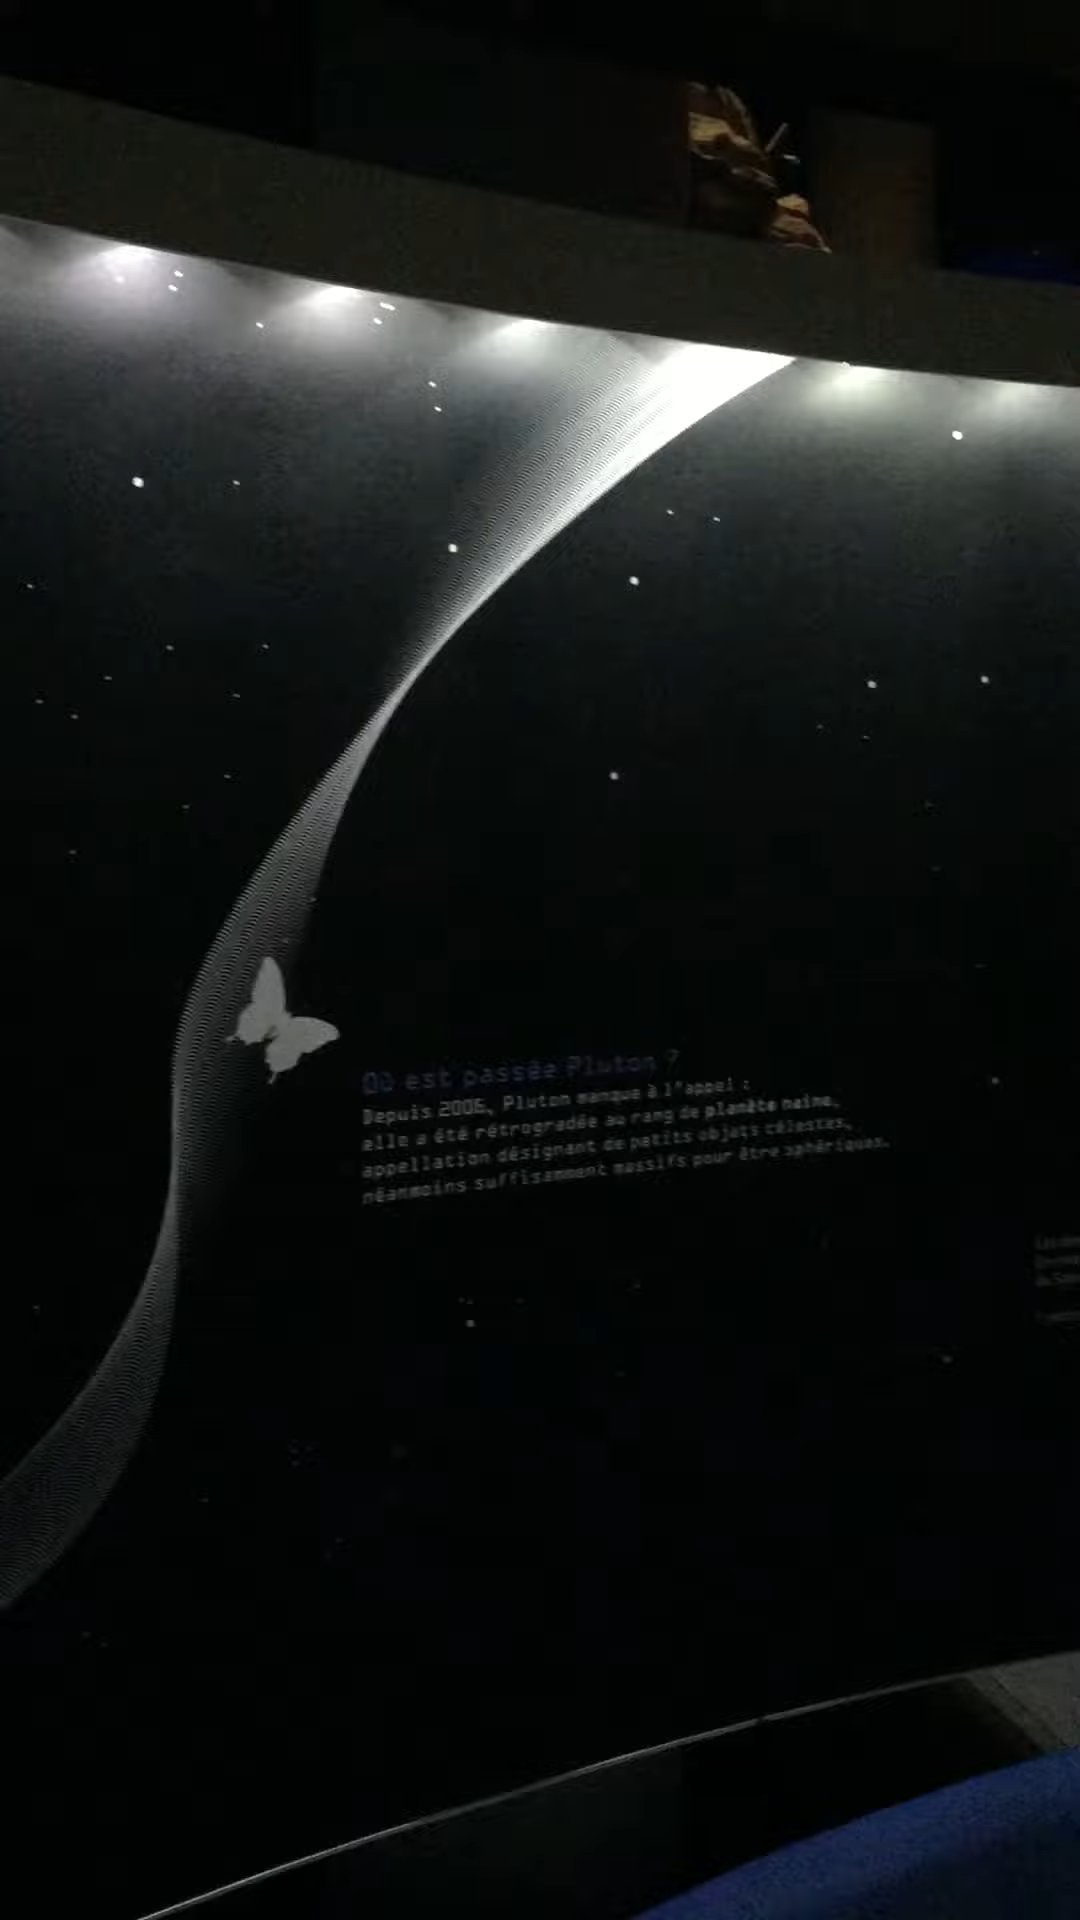 Où est passée Pluton ?
Depuis 2006, Pluton manque à l'appel :
elle a été rétrogradée au rang de planète naine,
appellation désignant de petits objets célestes,
néanmoins suffisamment massifs pour être sphériques.